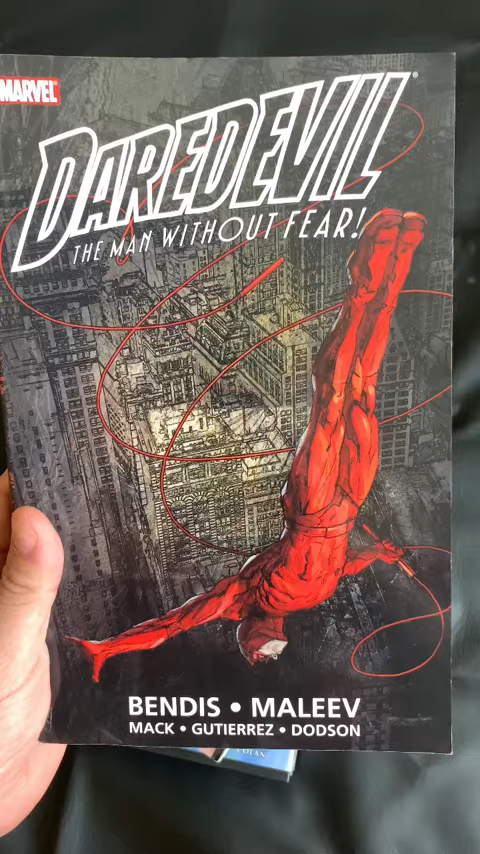 MARVEL
DAREDEVIL
THE MAN WITHOUT FEAR!
BENDIS • MALEEV
MACK • GUTIERREZ • DODSON